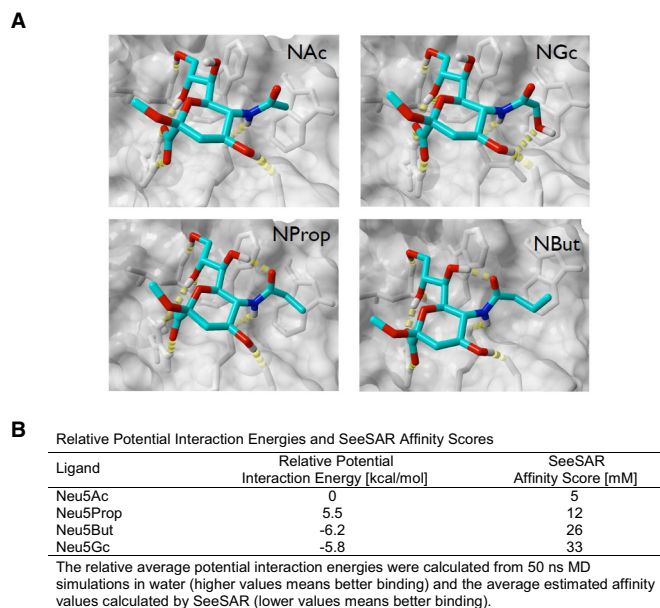 A
NAc
NGc
NProp
NBut
B
Relative Potential Interaction Energies and SeeSAR Affinity Scores
Ligand
Relative Potential
Interaction Energy [kcal/mol]
SeeSAR
Affinity Score [mM]
Neu5Ac 0 5
Neu5Prop 5.5 12
Neu5But -6.2 26
Neu5Gc -5.8 33
The relative average potential interaction energies were calculated from 50 ns MD
simulations in water (higher values means better binding) and the average estimated affinity
values calculated by SeeSAR (lower values means better binding).